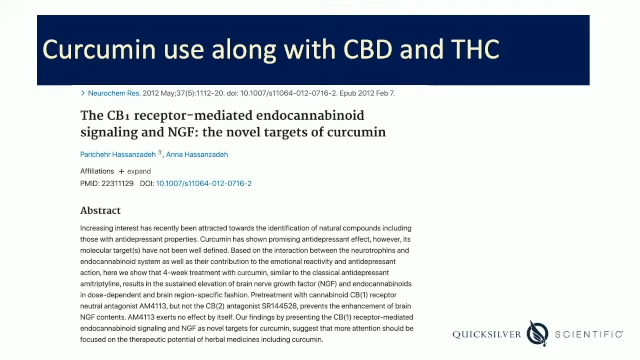 Curcumin use along with CBD and THC
> Neurochem Res. 2012 May;37(5):1112-20. doi: 10.1007/s11064-012-0716-2. Epub 2012 Feb 7.
The CB1 receptor-mediated endocannabinoid
signaling and NGF: the novel targets of curcumin
Parichehr Hassanzadeh, Anna Hassanzadeh
Affiliations + expand
PMID: 22311129 DOI: 10.1007/s11064-012-0716-2
Abstract
Increasing interest has recently been attracted towards the identification of natural compounds including
those with antidepressant properties. Curcumin has shown promising antidepressant effect, however, its
molecular target(s) have not been well defined. Based on the interaction between the neurotrophins and
endocannabinoid system as well as their contribution to the emotional reactivity and antidepressant
action, here we show that 4-week treatment with curcumin, similar to the classical antidepressant
amitriptyline, results in the sustained elevation of brain nerve growth factor (NGF) and endocannabinoids
in dose-dependent and brain region-specific fashion. Pretreatment with cannabinoid CB(1) receptor
neutral antagonist AM4113, but not the CB(2) antagonist SR144528, prevents the enhancement of brain
NGF contents. AM4113 exerts no effect by itself. Our findings by presenting the CB(1) receptor-mediated
endocannabinoid signaling and NGF as novel targets for curcumin, suggest that more attention should be
focused on the therapeutic potential of herbal medicines including curcumin.
QUICKSILVER SCIENTIFIC